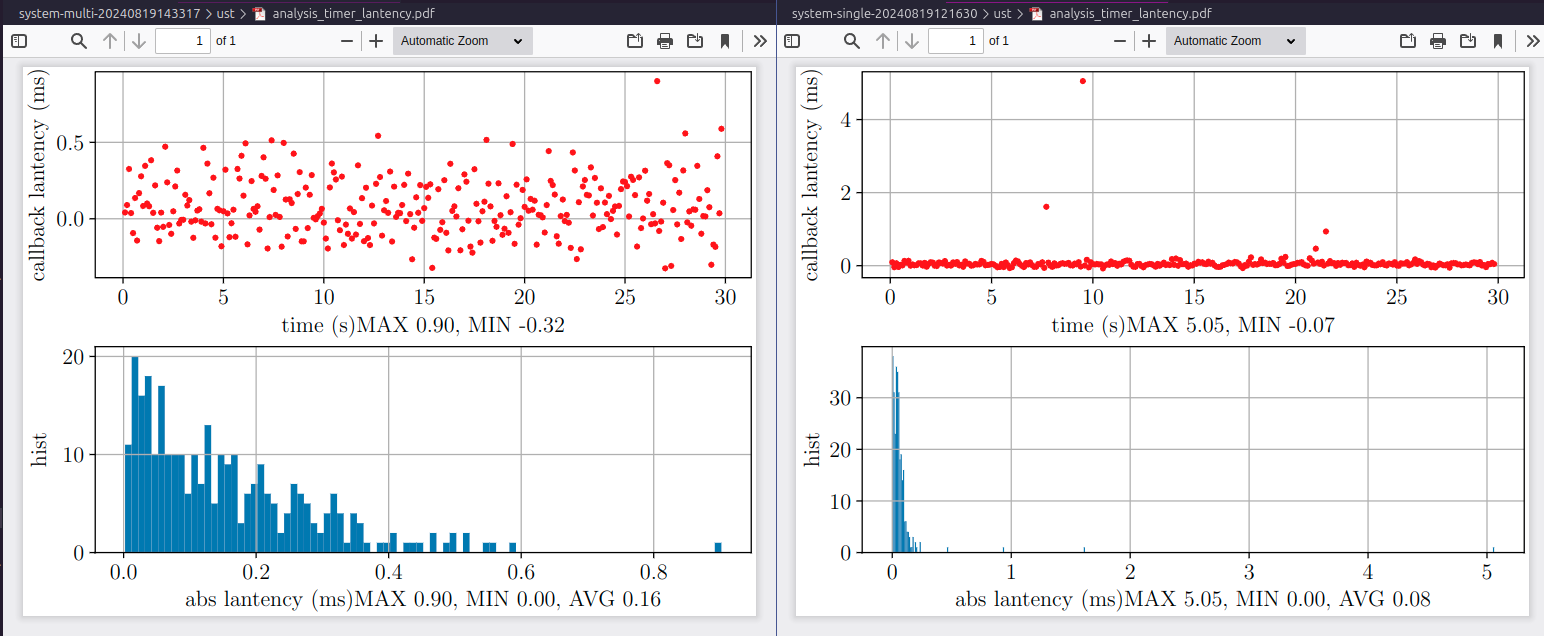 system-multi-20240819143317 > ust > analysis_timer_lantency.pdf
1 of 1 Automatic Zoom
callback lantency (ms)
0.5
0.0
0 5 10 15 20 25 30
time (s)MAX 0.90, MIN -0.32
hist
20
10
0
0.0 0.2 0.4 0.6 0.8
abs lantency (ms)MAX 0.90, MIN 0.00, AVG 0.16
system-single-20240819121630 > ust > analysis_timer_lantency.pdf
1 of 1 Automatic Zoom
callback lantency (ms)
4
2
0
0 5 10 15 20 25 30
time (s)MAX 5.05, MIN -0.07
hist
30
20
10
0
0 1 2 3 4 5
abs lantency (ms)MAX 5.05, MIN 0.00, AVG 0.08